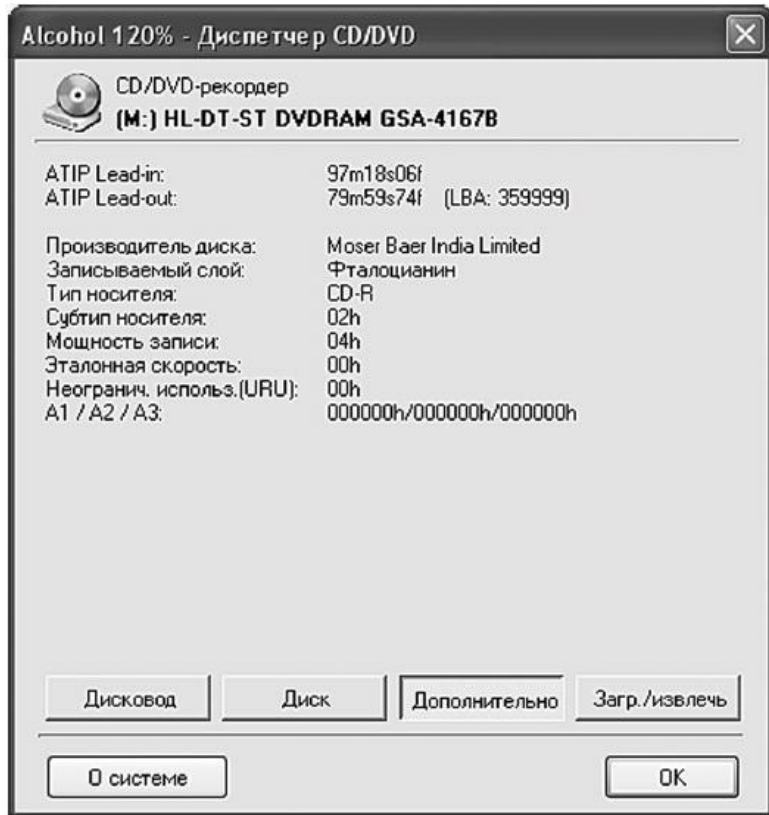 Alcohol 120% - Диспетчер CD/DVD
CD/DVD-рекордер
(M:) HL-DT-ST DVDRAM GSA-4167B
ATIP Lead-in: 97m18s06f
ATIP Lead-out: 79m59s74f (LBA: 359999)
Производитель диска: Moser Baer India Limited
Записываемый слой: Фталоцианин
Тип носителя: CD-R
Субтип носителя: 02h
Мощность записи: 04h
Эталонная скорость: 00h
Неогранич. использ.(URU): 00h
A1 / A2 / A3: 000000h/000000h/000000h
Дисковод Диск Дополнительно Загр./извлечь
О системе OK